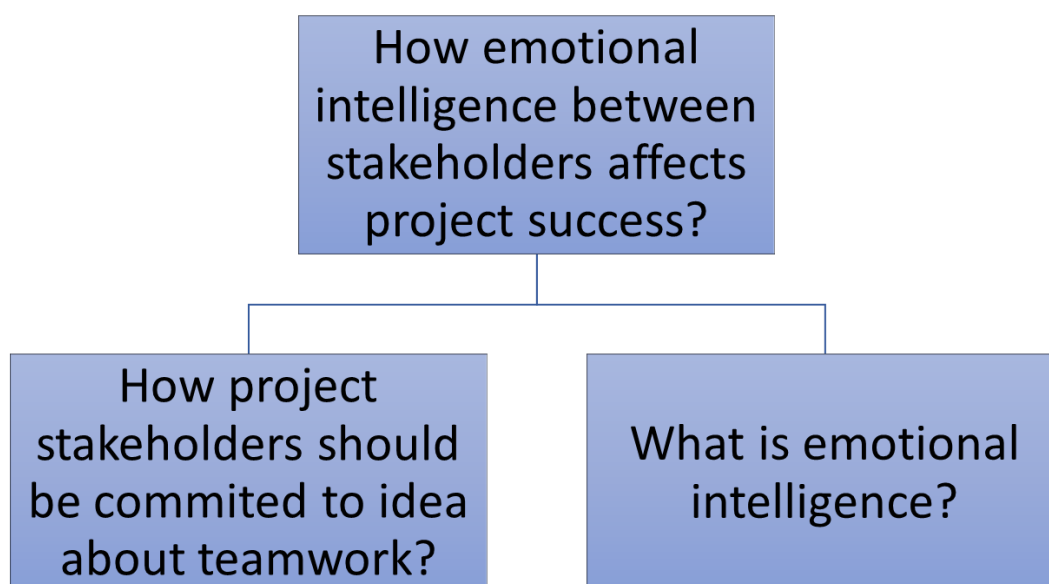 How emotional
intelligence between
stakeholders affects
project success?
How project
stakeholders should
be commited to idea
about teamwork?
What is emotional
intelligence?